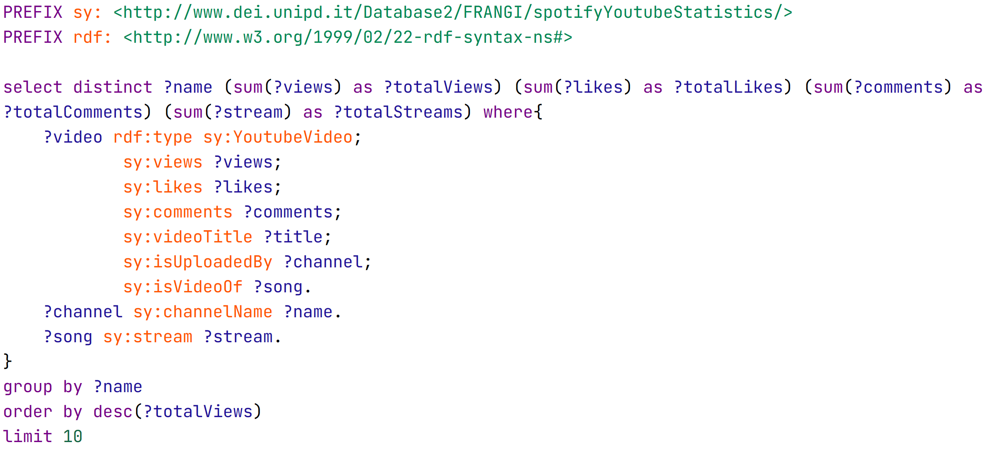 PREFIX sy: <http://www.dei.unipd.it/Database2/FRANGI/spotifyYoutubeStatistics/>
PREFIX rdf: <http://www.w3.org/1999/02/22-rdf-syntax-ns#>
select distinct ?name (sum(?views) as ?totalViews) (sum(?likes) as ?totalLikes) (sum(?comments) as
?totalComments) (sum(?stream) as ?totalStreams) where{
?video rdf:type sy:YoutubeVideo;
sy:views ?views;
sy:likes ?likes;
sy:comments ?comments;
sy:videoTitle ?title;
sy:isUploadedBy ?channel;
sy:isVideoOf ?song.
?channel sy:channelName ?name.
?song sy:stream ?stream.
}
group by ?name
order by desc(?totalViews)
limit 10